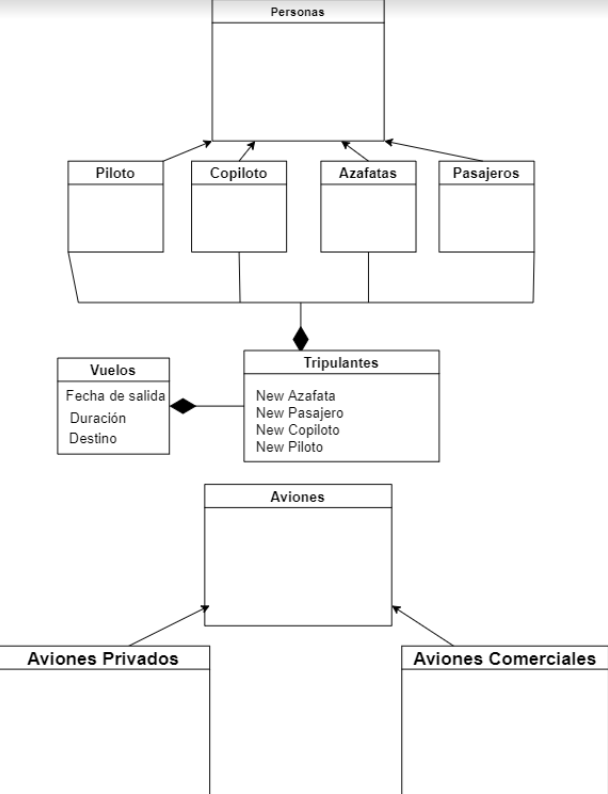 Personas
Piloto
Copiloto
Azafatas
Pasajeros
Vuelos
Fecha de salida
Duración
Destino
Tripulantes
New Azafata
New Pasajero
New Copiloto
New Piloto
Aviones
Aviones Privados
Aviones Comerciales